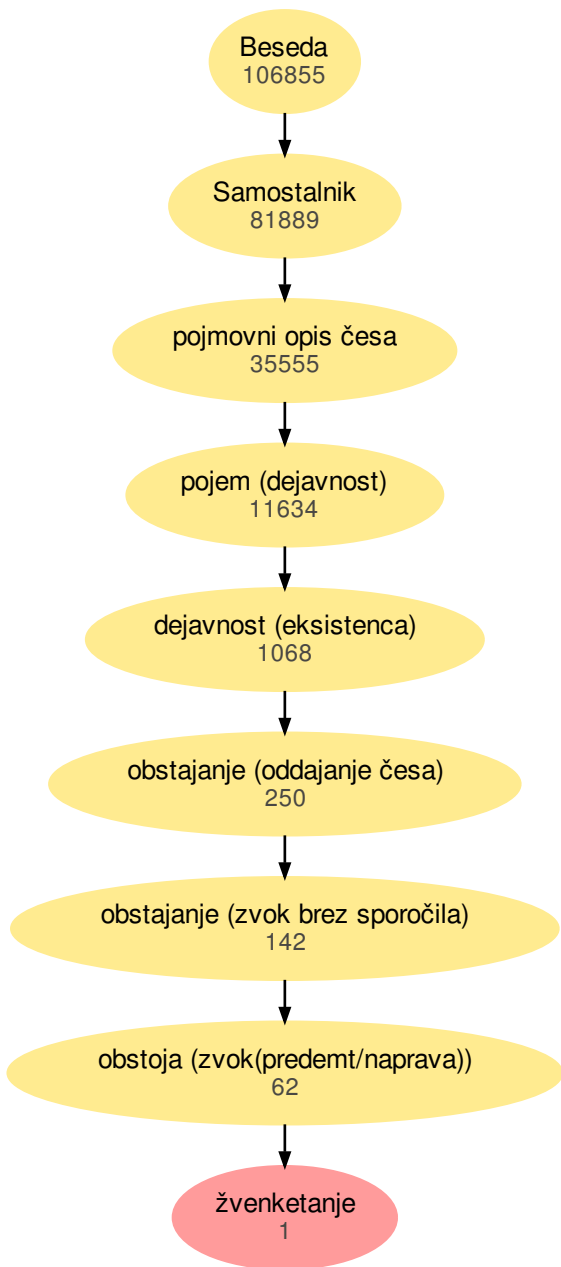 Beseda
106855
Samostalnik
81889
pojmovni opis česa
35555
pojem (dejavnost)
11634
dejavnost (eksistenca)
1068
obstajanje (oddajanje česa)
250
obstajanje (zvok brez sporočila)
142
obstoja (zvok(predemt/naprava))
62
žvenketanje
1